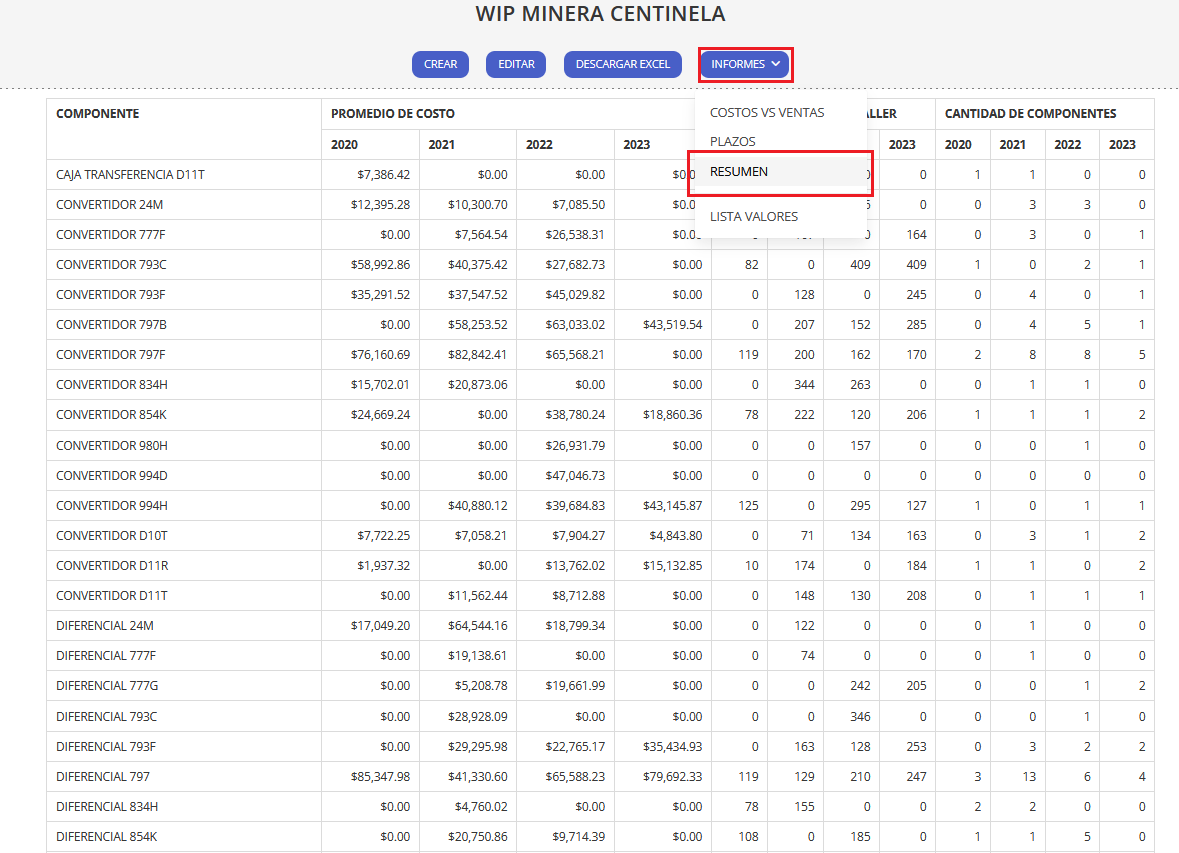 WIP MINERA CENTINELA
CREAR EDITAR DESCARGAR EXCEL INFORMES
COSTOS VS VENTAS
PLAZOS
RESUMEN
LISTA VALORES
COMPONENTE PROMEDIO DE COSTO CANTIDAD DE COMPONENTES
2020 2021 2022 2023 2023 2020 2021 2022 2023
CAJA TRANSFERENCIA D11T $7,386.42 $0.00 $0.00 0 1 1 0 0
CONVERTIDOR 24M $12,395.28 $10,300.70 $7,085.50 0 0 3 3 0
CONVERTIDOR 777F $0.00 $7,564.54 $26,538.31 164 0 3 0 1
CONVERTIDOR 793C $58,992.86 $40,375.42 $27,682.73 $0.00 82 0 409 409 1 0 2 1
CONVERTIDOR 793F $35,291.52 $37,547.52 $45,029.82 $0.00 0 128 0 245 0 4 0 1
CONVERTIDOR 797B $0.00 $58,253.52 $63,033.02 $43,519.54 0 207 152 285 0 4 5 1
CONVERTIDOR 797F $76,160.69 $82,842.41 $65,568.21 $0.00 119 200 162 170 2 8 8 5
CONVERTIDOR 834H $15,702.01 $20,873.06 $0.00 $0.00 0 344 263 0 0 1 1 0
CONVERTIDOR 854K $24,669.24 $0.00 $38,780.24 $18,860.36 78 222 120 206 1 1 1 2
CONVERTIDOR 980H $0.00 $0.00 $26,931.79 $0.00 0 0 157 0 0 0 1 0
CONVERTIDOR 994D $0.00 $0.00 $47,046.73 $0.00 0 0 0 0 0 0 0 0
CONVERTIDOR 994H $0.00 $40,880.12 $39,684.83 $43,145.87 125 0 295 127 1 0 1 1
CONVERTIDOR D10T $7,722.25 $7,058.21 $7,904.27 $4,843.80 0 71 134 163 0 3 1 2
CONVERTIDOR D11R $1,937.32 $0.00 $13,762.02 $15,132.85 10 174 0 184 1 1 0 2
CONVERTIDOR D11T $0.00 $11,562.44 $8,712.88 $0.00 0 148 130 208 0 1 1 1
DIFERENCIAL 24M $17,049.20 $64,544.16 $18,799.34 $0.00 0 122 0 0 0 1 0 0
DIFERENCIAL 777F $0.00 $19,138.61 $0.00 $0.00 0 74 0 0 0 1 0 0
DIFERENCIAL 777G $0.00 $5,208.78 $19,661.99 $0.00 0 0 242 205 0 0 1 2
DIFERENCIAL 793C $0.00 $28,928.09 $0.00 $0.00 0 0 346 0 0 0 1 0
DIFERENCIAL 793F $0.00 $29,295.98 $22,765.17 $35,434.93 0 163 128 253 0 3 2 2
DIFERENCIAL 797 $85,347.98 $41,330.60 $65,588.23 $79,692.33 119 129 210 247 3 13 6 4
DIFERENCIAL 834H $0.00 $4,760.02 $0.00 $0.00 78 155 0 0 2 2 0 0
DIFERENCIAL 854K $0.00 $20,750.86 $9,714.39 $0.00 108 0 185 0 1 1 5 0